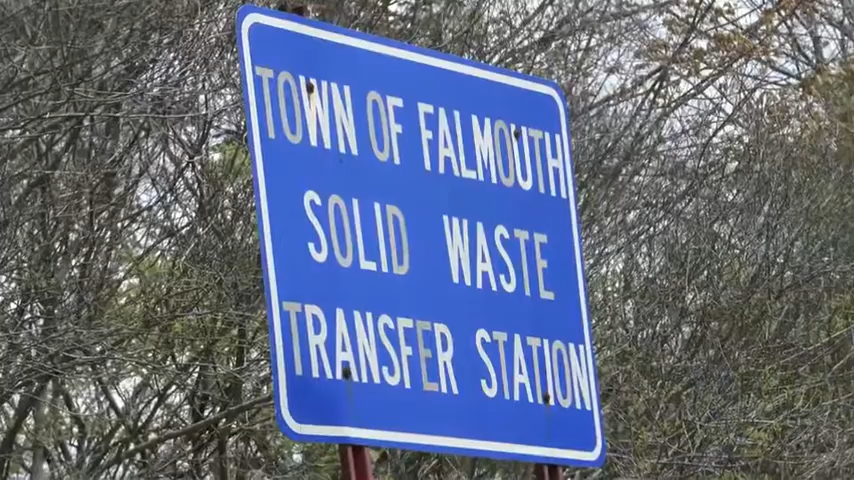 TOWN OF FALMOUTH
SOLID WASTE
TRANSFER STATION